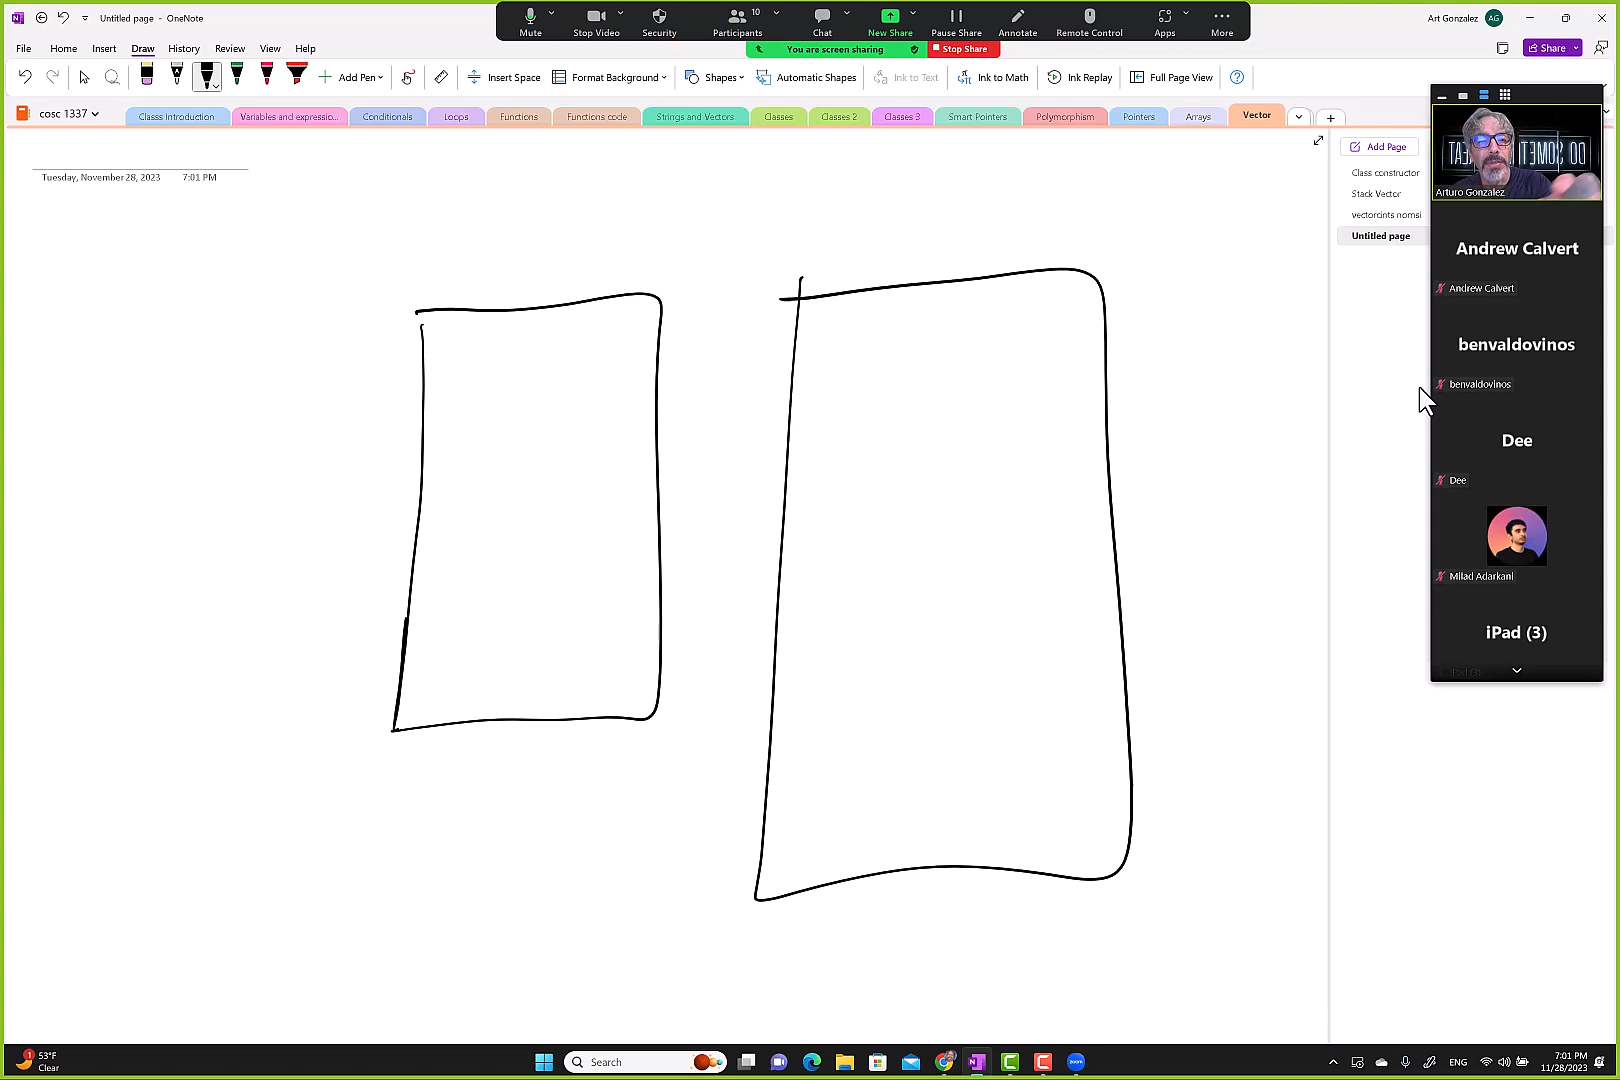 Untitled page - OneNote
Mute
Stop Video
Security
10
Participants
Chat
New Share
Pause Share
Annotate
Remote Control
Apps
More
Art Gonzalez
AG
You are screen sharing
Stop Share
File
Home
Insert
Draw
History
Review
View
Help
Share
Add Pen
Insert Space
Format Background
Shapes
Automatic Shapes
Ink to Text
Ink to Math
Ink Replay
Full Page View
cosc 1337
Classs Introduction
Variables and expressio...
Conditionals
Loops
Functions
Functions code
Strings and Vectors
Classes
Classes 2
Classes 3
Smart Pointers
Polymorphism
Pointers
Arrays
Vector
Tuesday, November 28, 2023
7:01 PM
Add Page
Class constructor
Stack Vector
vectorcints nomsi
Untitled page
Arturo Gonzalez
Andrew Calvert
Andrew Calvert
benvaldovinos
benvaldovinos
Dee
Dee
Milad Adarkani
iPad (3)
iPad (3)
1
53°F
Clear
Search
zoom
ENG
7:01 PM
11/28/2023